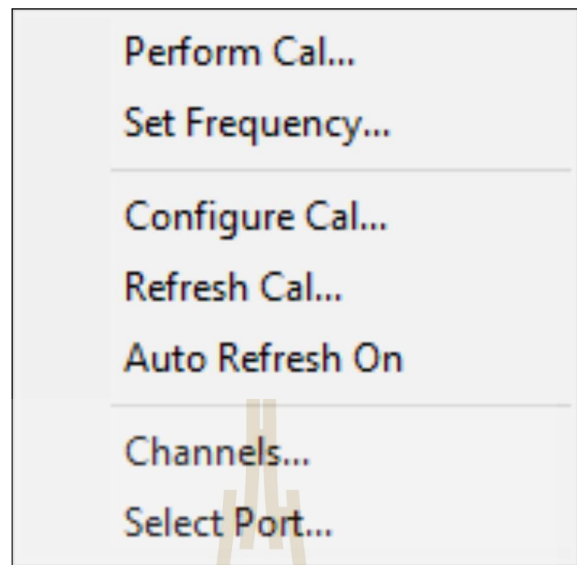 Perform Cal...
Set Frequency...
Configure Cal...
Refresh Cal...
Auto Refresh On
Channels...
Select Port...